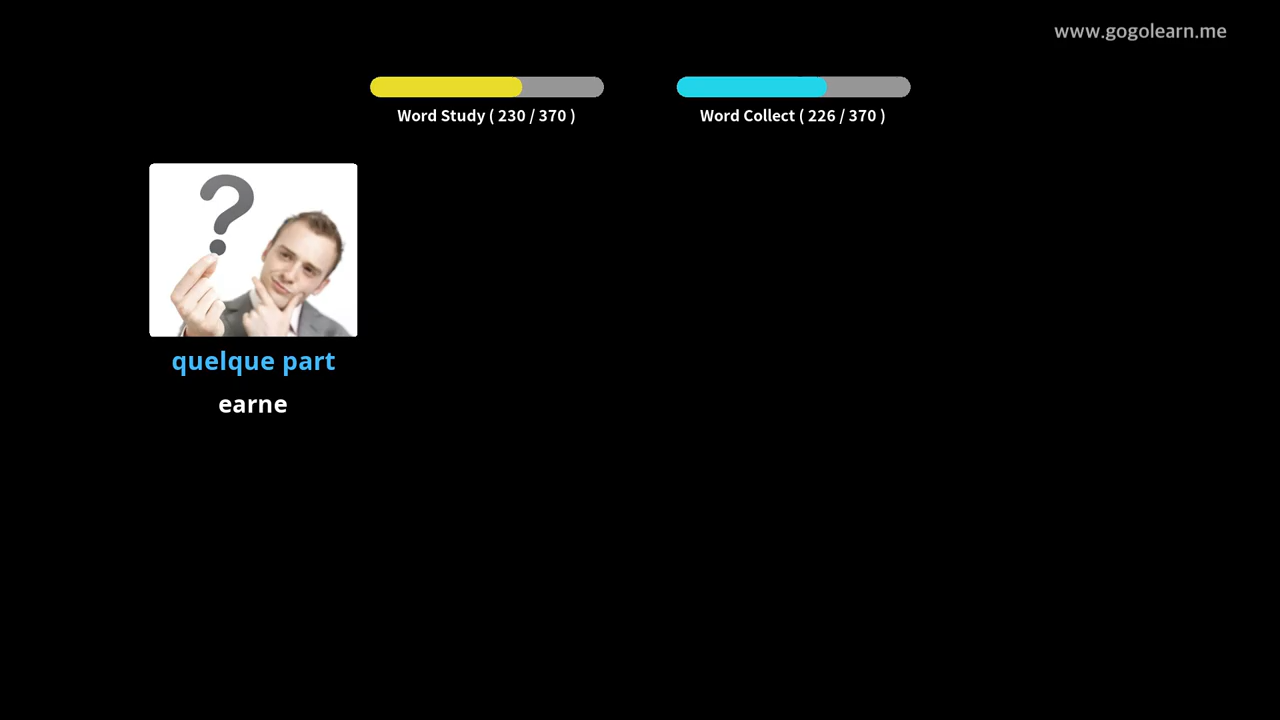 www.gogolearn.me
Word Study ( 230 / 370 )
Word Collect ( 226 / 370 )
?
quelque part
earne